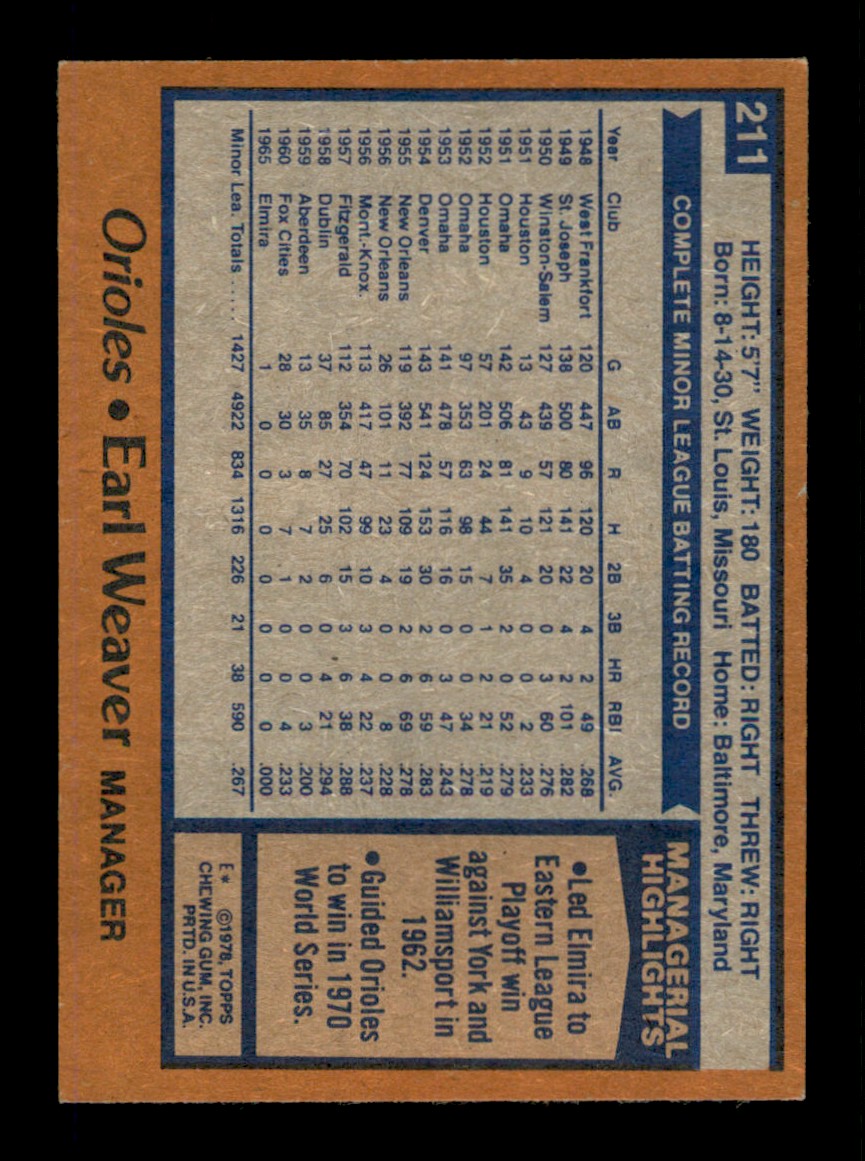 211
HEIGHT: 5'7" WEIGHT: 180 BATTED: RIGHT THREW: RIGHT
Born: 8-14-30, St. Louis, Missouri Home: Baltimore, Maryland
COMPLETE MINOR LEAGUE BATTING RECORD
Year Club G AB R H 2B 3B HR RBI AVG.
1948 West Frankfort 120 447 96 120 20 4 2 49 .268
1949 St. Joseph 138 500 80 141 22 4 2 101 .282
1950 Winston-Salem 127 439 57 121 20 0 3 60 .276
1951 Houston 13 43 9 10 4 0 0 2 .233
1951 Omaha 142 506 81 141 35 2 0 52 .279
1952 Houston 57 201 24 44 7 1 2 21 .219
1952 Omaha 97 353 63 98 15 0 0 34 .278
1953 Omaha 141 478 57 116 16 0 3 47 .243
1954 Denver 143 541 124 153 30 2 6 59 .283
1955 New Orleans 119 392 77 109 19 2 6 69 .278
1956 New Orleans 26 101 11 23 4 0 0 8 .228
1956 Mont.-Knox. 113 417 47 99 10 3 4 22 .237
1957 Fitzgerald 112 354 70 102 15 3 6 38 .288
1958 Dublin 37 85 27 25 6 0 4 21 .294
1959 Aberdeen 13 35 8 7 2 0 0 3 .200
1960 Fox Cities 28 30 3 7 1 0 0 4 .233
1965 Elmira 1 0 0 0 0 0 0 0 .000
Minor Lea. Totals ..... 1427 4922 834 1316 226 21 38 590 .267
MANAGERIAL
HIGHLIGHTS
•Led Elmira to
Eastern League
Playoff win
against York and
Williamsport in
1962.
•Guided Orioles
to win in 1970
World Series.
E* ©1978, TOPPS
CHEWING GUM, INC.
PRTD. IN U.S.A.
Orioles • Earl Weaver MANAGER